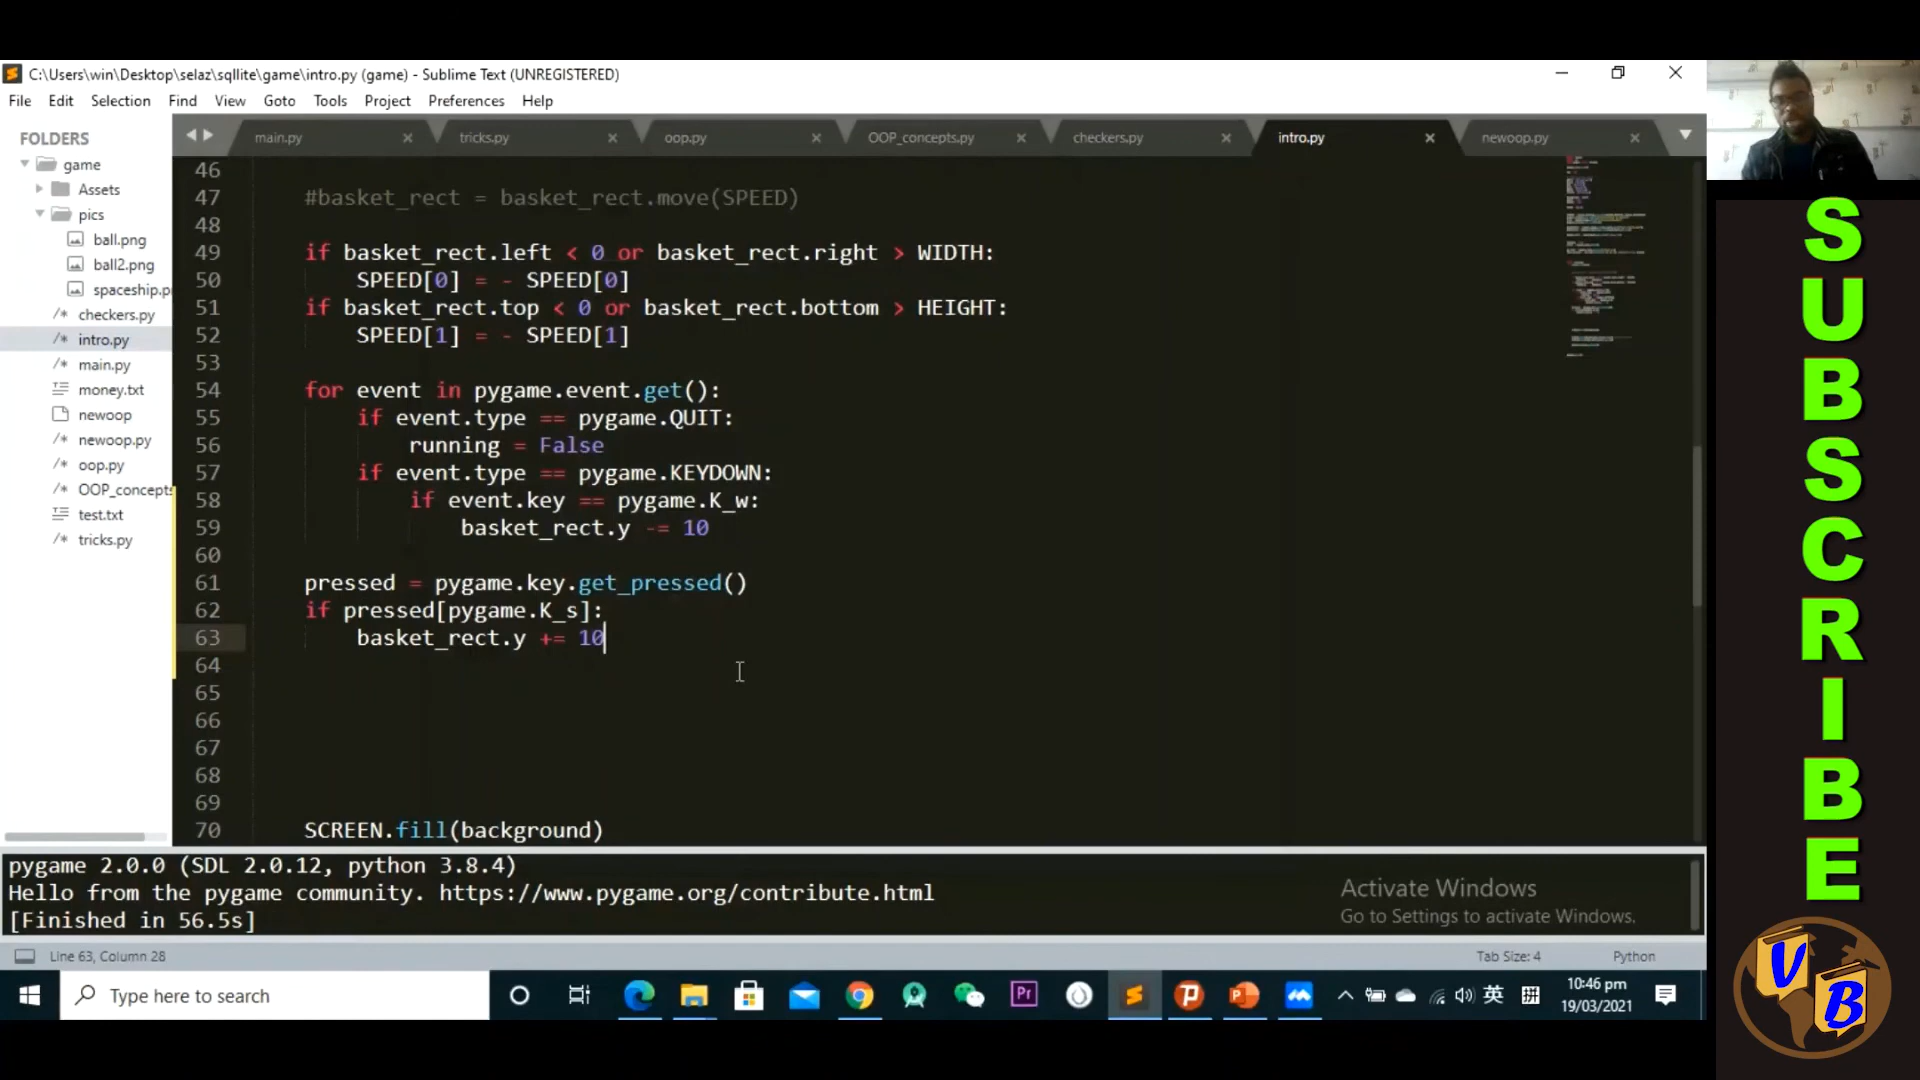 C:\Users\win\Desktop\selaz\sqllite\game\intro.py (game) - Sublime Text (UNREGISTERED)
File Edit Selection Find View Goto Tools Project Preferences Help
FOLDERS
game
Assets
pics
ball.png
ball2.png
spaceship.p
/* checkers.py
/* intro.py
/* main.py
money.txt
newoop
/* newoop.py
/* oop.py
/* OOP_concepts
test.txt
/* tricks.py
main.py tricks.py oop.py OOP_concepts.py checkers.py intro.py newoop.py
46
47 #basket_rect = basket_rect.move(SPEED)
48
49 if basket_rect.left < 0 or basket_rect.right > WIDTH:
50 SPEED[0] = - SPEED[0]
51 if basket_rect.top < 0 or basket_rect.bottom > HEIGHT:
52 SPEED[1] = - SPEED[1]
53
54 for event in pygame.event.get():
55 if event.type == pygame.QUIT:
56 running = False
57 if event.type == pygame.KEYDOWN:
58 if event.key == pygame.K_w:
59 basket_rect.y -= 10
60
61 pressed = pygame.key.get_pressed()
62 if pressed[pygame.K_s]:
63 basket_rect.y += 10
64
65
66
67
68
69
70 SCREEN.fill(background)
pygame 2.0.0 (SDL 2.0.12, python 3.8.4)
Hello from the pygame community. https://www.pygame.org/contribute.html
[Finished in 56.5s]
Activate Windows
Go to Settings to activate Windows.
Line 63, Column 28
Tab Size: 4 Python
Type here to search
Pr
英
拼
10:46 pm
19/03/2021
SUBSCRIBE
V B